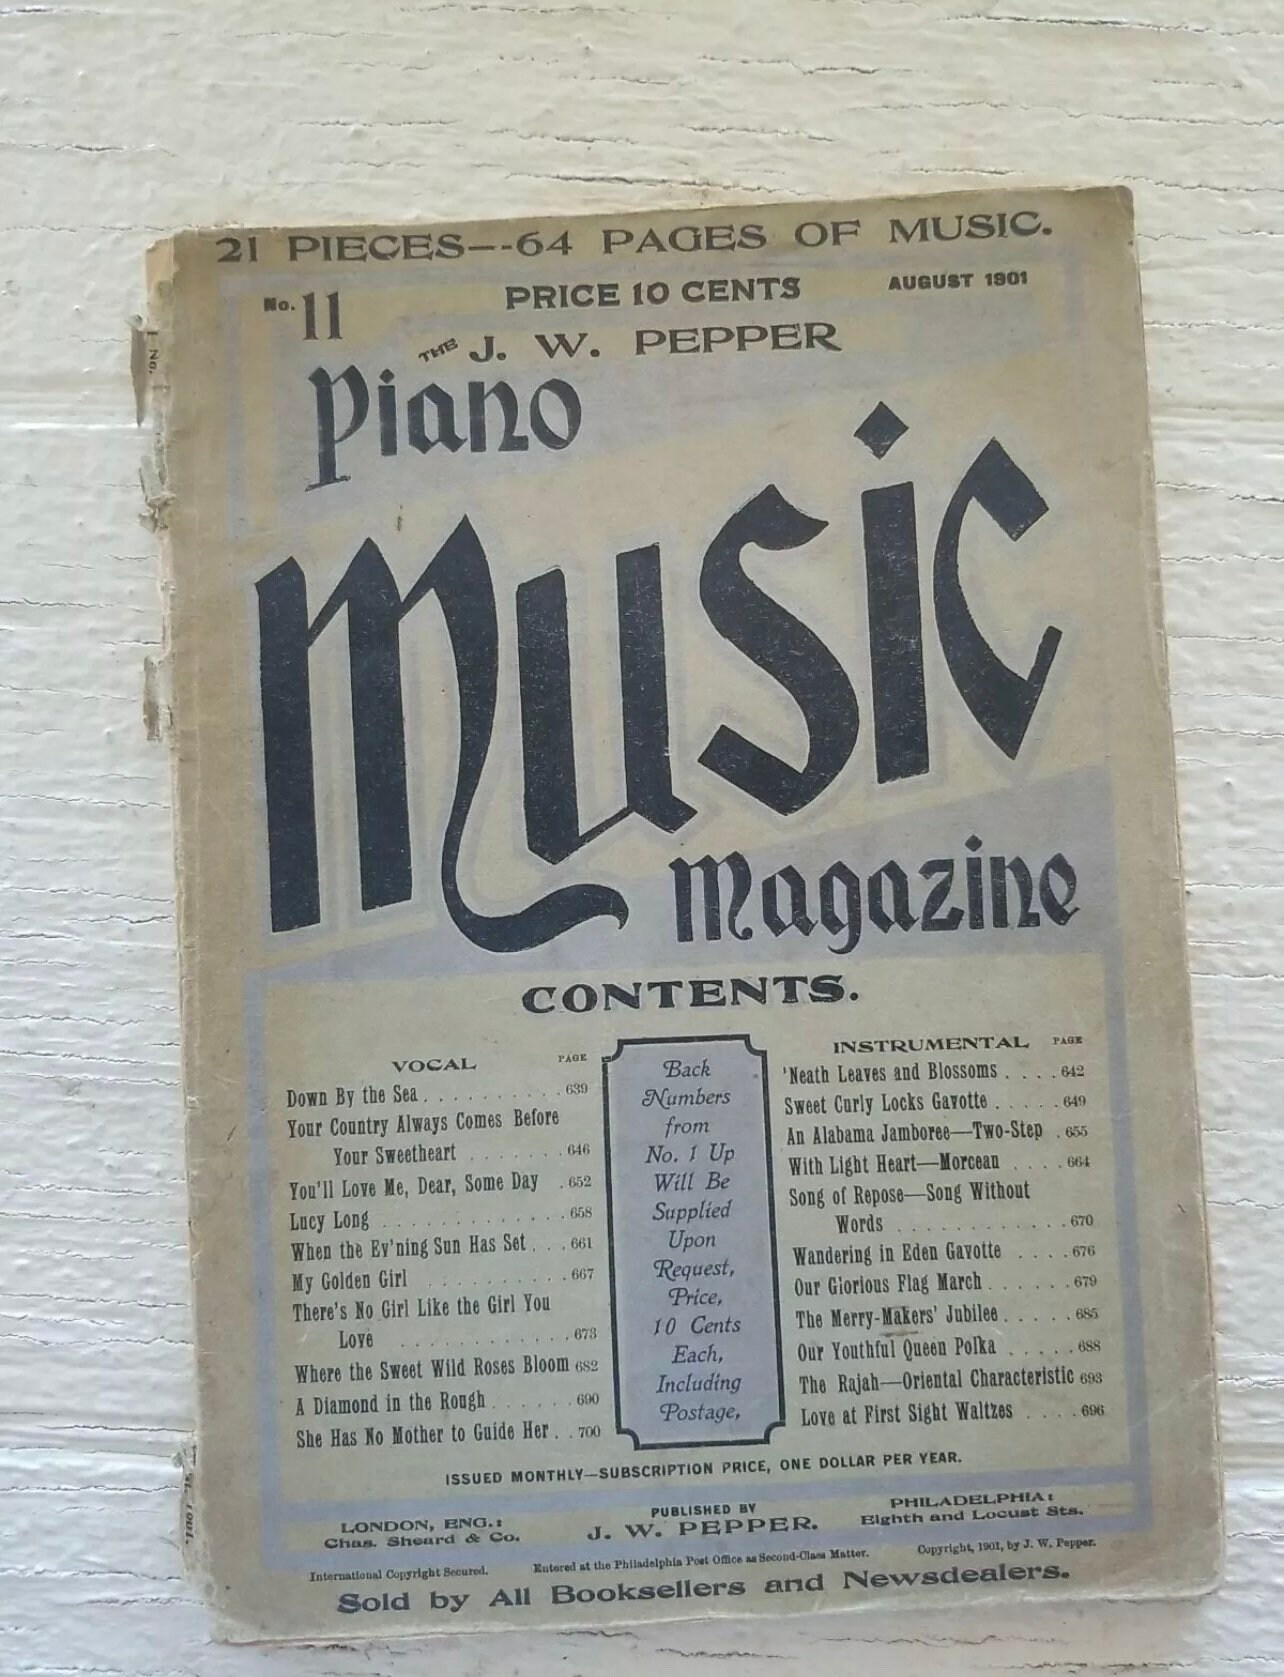 21 PIECES--64 PAGES OF MUSIC.
No. 11
PRICE 10 CENTS
AUGUST 1901
THE J. W. PEPPER
Piano
Music
Magazine
CONTENTS.
VOCAL PAGE
Down By the Sea . . . . . . . . . . 639
Your Country Always Comes Before
Your Sweetheart . . . . . . . 646
You'll Love Me, Dear, Some Day . 652
Lucy Long . . . . . . . . . . . . . 658
When the Ev'ning Sun Has Set . . . 661
My Golden Girl . . . . . . . . . . 667
There's No Girl Like the Girl You
Love . . . . . . . . . . . . 673
Where the Sweet Wild Roses Bloom 682
A Diamond in the Rough . . . . . . 690
She Has No Mother to Guide Her . . 700
Back
Numbers
from
No. 1 Up
Will Be
Supplied
Upon
Request,
Price,
10 Cents
Each,
Including
Postage,
INSTRUMENTAL PAGE
'Neath Leaves and Blossoms . . . . 642
Sweet Curly Locks Gavotte . . . . . 649
An Alabama Jamboree—Two-Step . 655
With Light Heart—Morceau . . . . 664
Song of Repose—Song Without
Words . . . . . . . . . . . . 670
Wandering in Eden Gavotte . . . . 676
Our Glorious Flag March . . . . . . 679
The Merry-Makers' Jubilee . . . . . 685
Our Youthful Queen Polka . . . . . 688
The Rajah—Oriental Characteristic 693
Love at First Sight Waltzes . . . . 696
ISSUED MONTHLY—SUBSCRIPTION PRICE, ONE DOLLAR PER YEAR.
LONDON, ENG.:
Chas. Sheard & Co.
PUBLISHED BY
J. W. PEPPER.
PHILADELPHIA:
Eighth and Locust Sts.
International Copyright Secured.
Entered at the Philadelphia Post Office as Second-Class Matter.
Copyright, 1901, by J. W. Pepper.
Sold by All Booksellers and Newsdealers.
No.
1901.